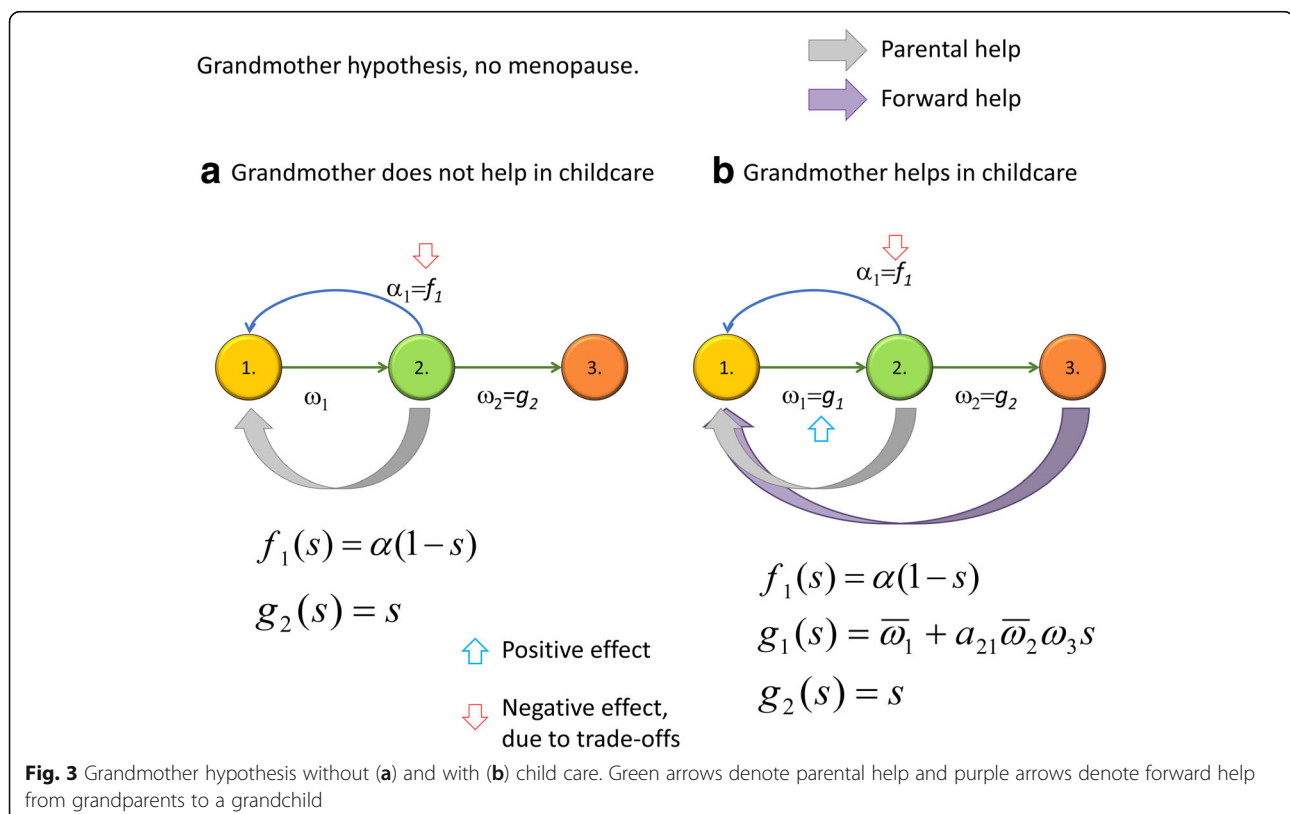 Grandmother hypothesis, no menopause.
Parental help
Forward help
a Grandmother does not help in childcare
b Grandmother helps in childcare
α₁=f₁
1.
2.
3.
ω₁
ω₂=g₂
α₁=f₁
1.
2.
3.
ω₁=g₁
ω₂=g₂
f₁(s) = α(1−s)
g₂(s) = s
f₁(s) = α(1−s)
g₁(s) = ω̅₁ + a₂₁ω̅₂ω₃s
g₂(s) = s
Positive effect
Negative effect,
due to trade-offs
Fig. 3 Grandmother hypothesis without (a) and with (b) child care. Green arrows denote parental help and purple arrows denote forward help
from grandparents to a grandchild